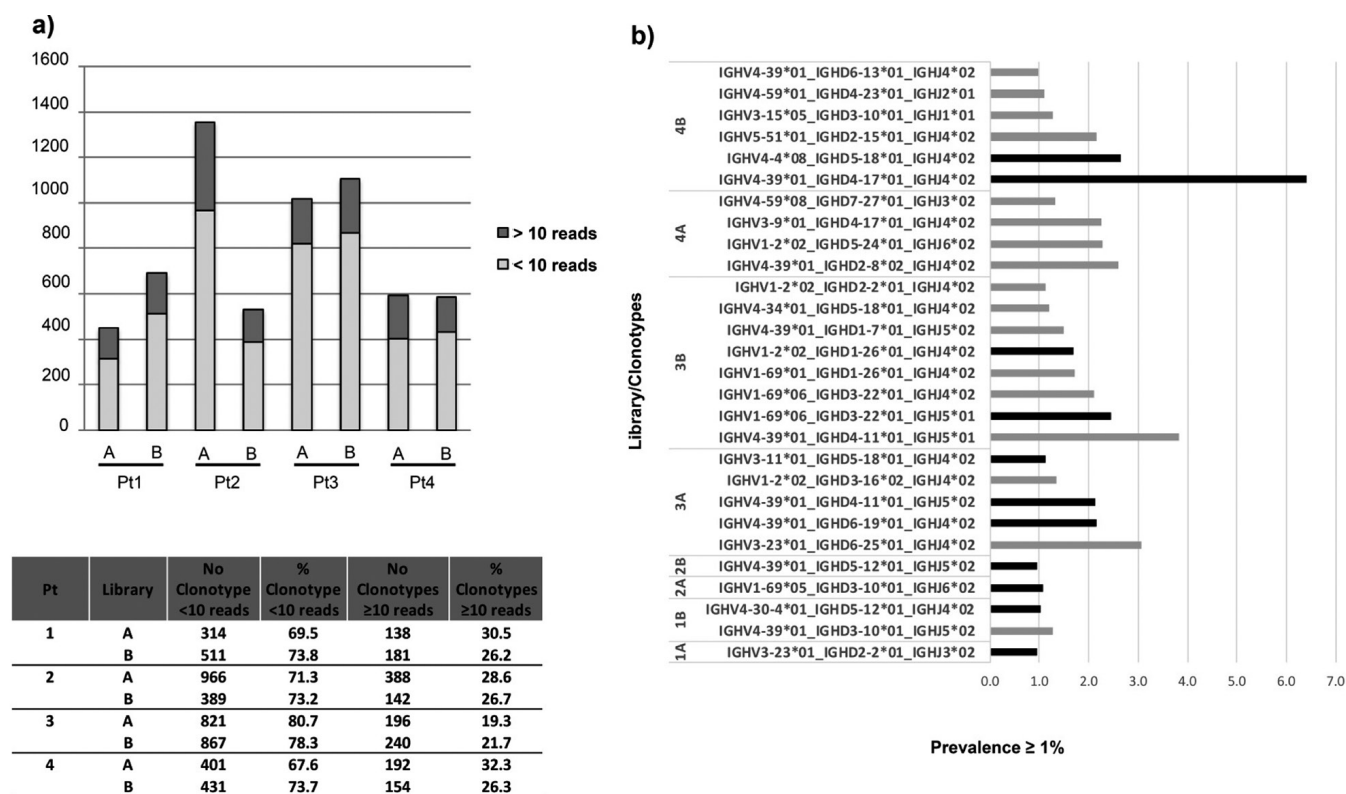 a)
1600
1400
1200
1000
800
600
400
200
0
A B A B A B A B
Pt1 Pt2 Pt3 Pt4
> 10 reads
< 10 reads
Pt Library No Clonotype <10 reads % Clonotype <10 reads No Clonotypes ≥10 reads % Clonotypes ≥10 reads
1 A 314 69.5 138 30.5
B 511 73.8 181 26.2
2 A 966 71.3 388 28.6
B 389 73.2 142 26.7
3 A 821 80.7 196 19.3
B 867 78.3 240 21.7
4 A 401 67.6 192 32.3
B 431 73.7 154 26.3
b)
Library/Clonotypes
4B
IGHV4-39*01_IGHD6-13*01_IGHJ4*02
IGHV4-59*01_IGHD4-23*01_IGHJ2*01
IGHV3-15*05_IGHD3-10*01_IGHJ1*01
IGHV5-51*01_IGHD2-15*01_IGHJ4*02
IGHV4-4*08_IGHD5-18*01_IGHJ4*02
IGHV4-39*01_IGHD4-17*01_IGHJ4*02
4A
IGHV4-59*08_IGHD7-27*01_IGHJ3*02
IGHV3-9*01_IGHD4-17*01_IGHJ4*02
IGHV1-2*02_IGHD5-24*01_IGHJ6*02
IGHV4-39*01_IGHD2-8*02_IGHJ4*02
3B
IGHV1-2*02_IGHD2-2*01_IGHJ4*02
IGHV4-34*01_IGHD5-18*01_IGHJ4*02
IGHV4-39*01_IGHD1-7*01_IGHJ5*02
IGHV1-2*02_IGHD1-26*01_IGHJ4*02
IGHV1-69*01_IGHD1-26*01_IGHJ4*02
IGHV1-69*06_IGHD3-22*01_IGHJ4*02
IGHV1-69*06_IGHD3-22*01_IGHJ5*01
IGHV4-39*01_IGHD4-11*01_IGHJ5*01
3A
IGHV3-11*01_IGHD5-18*01_IGHJ4*02
IGHV1-2*02_IGHD3-16*02_IGHJ4*02
IGHV4-39*01_IGHD4-11*01_IGHJ5*02
IGHV4-39*01_IGHD6-19*01_IGHJ4*02
IGHV3-23*01_IGHD6-25*01_IGHJ4*02
2B
IGHV4-39*01_IGHD5-12*01_IGHJ5*02
2A
IGHV1-69*05_IGHD3-10*01_IGHJ6*02
1B
IGHV4-30-4*01_IGHD5-12*01_IGHJ4*02
IGHV4-39*01_IGHD3-10*01_IGHJ5*02
1A
IGHV3-23*01_IGHD2-2*01_IGHJ3*02
0.0 1.0 2.0 3.0 4.0 5.0 6.0 7.0
Prevalence ≥ 1%